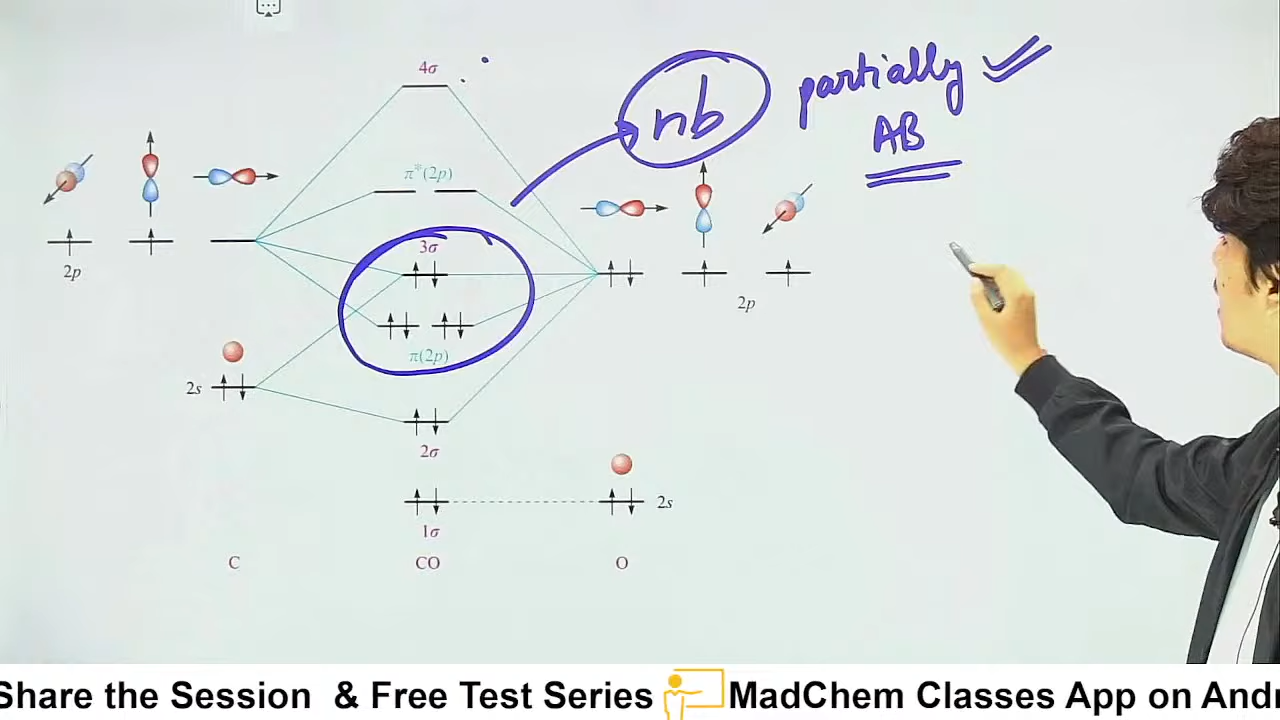 4σ
nb
partially
AB
π*(2p)
3σ
2p
2p
π(2p)
2s
2σ
2s
1σ
C
CO
O
Share the Session & Free Test Series MadChem Classes App on Andr